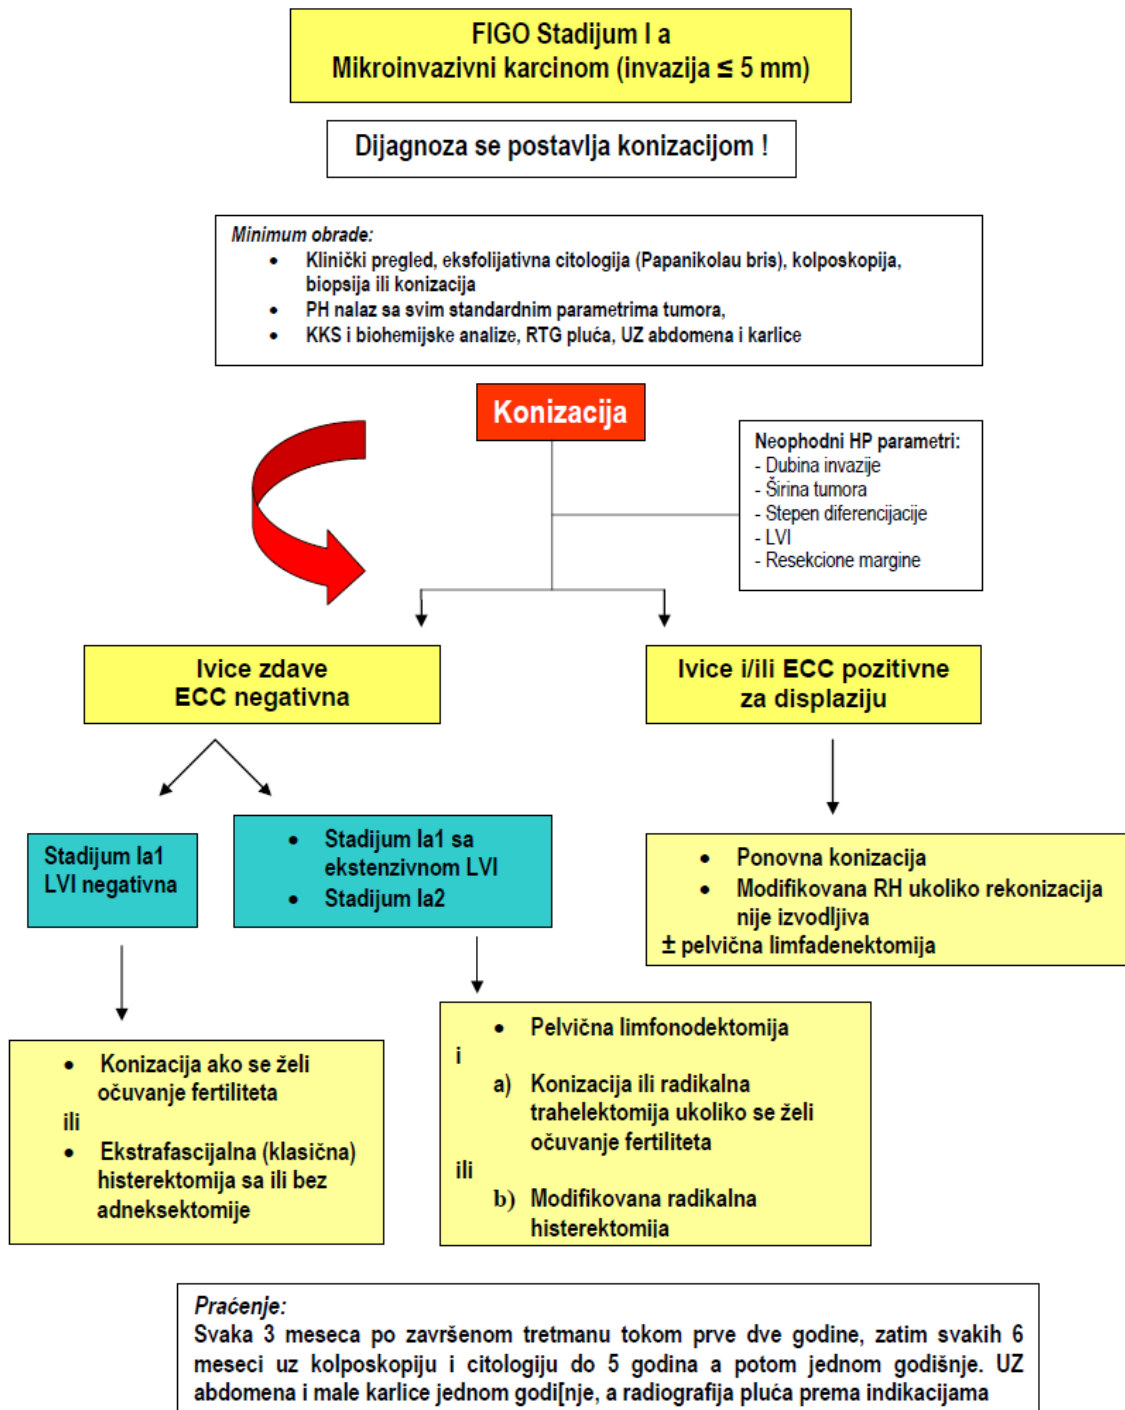 FIGO Stadijum I a
Mikroinvazivni karcinom (invazija ≤ 5 mm)
Dijagnoza se postavlja konizacijom !
Minimum obrade:
• Klinički pregled, eksfolijativna citologija (Papanikolau bris), kolposkopija,
biopsija ili konizacija
• PH nalaz sa svim standardnim parametrima tumora,
• KKS i biohemijske analize, RTG pluća, UZ abdomena i karlice
Konizacija
Neophodni HP parametri:
- Dubina invazije
- Širina tumora
- Stepen diferencijacije
- LVI
- Resekcione margine
Ivice zdave
ECC negativna
Ivice i/ili ECC pozitivne
za displaziju
Stadijum Ia1
LVI negativna
• Stadijum Ia1 sa
ekstenzivnom LVI
• Stadijum Ia2
• Ponovna konizacija
• Modifikovana RH ukoliko rekonizacija
nije izvodljiva
± pelvična limfadenektomija
• Konizacija ako se želi
očuvanje fertiliteta
ili
• Ekstrafascijalna (klasična)
histerektomija sa ili bez
adneksektomije
• Pelvična limfonodektomija
i
a) Konizacija ili radikalna
trahelektomija ukoliko se želi
očuvanje fertiliteta
ili
b) Modifikovana radikalna
histerektomija
Praćenje:
Svaka 3 meseca po završenom tretmanu tokom prve dve godine, zatim svakih 6
meseci uz kolposkopiju i citologiju do 5 godina a potom jednom godišnje. UZ
abdomena i male karlice jednom godi[nje, a radiografija pluća prema indikacijama